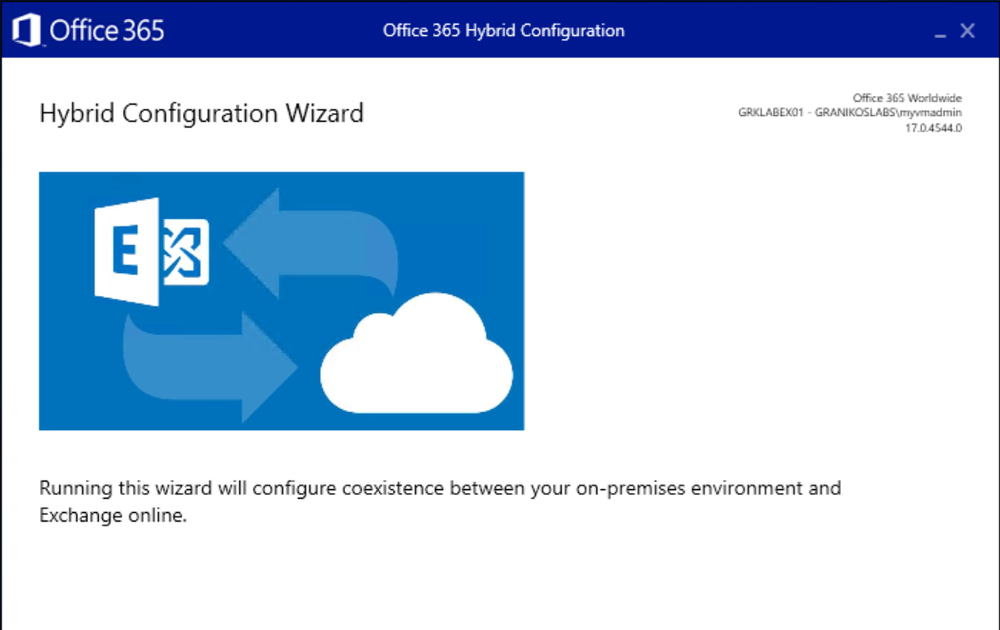 Office 365
Office 365 Hybrid Configuration
Hybrid Configuration Wizard
Office 365 Worldwide
GRKLABEX01 - GRANIKOSLABS\myvmadmin
17.0.4544.0
E
Running this wizard will configure coexistence between your on-premises environment and
Exchange online.